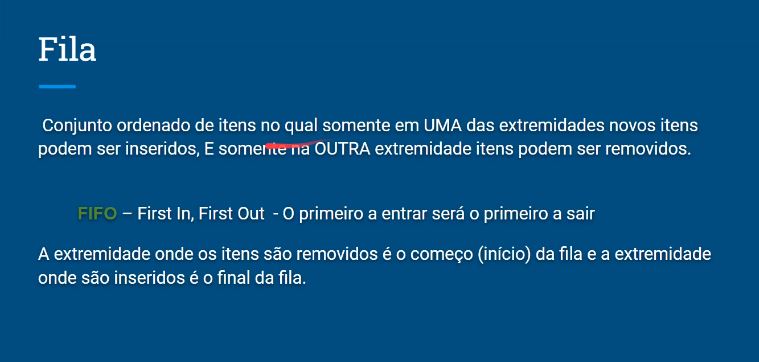 Fila
Conjunto ordenado de itens no qual somente em UMA das extremidades novos itens
podem ser inseridos, E somente na OUTRA extremidade itens podem ser removidos.
FIFO – First In, First Out - O primeiro a entrar será o primeiro a sair
A extremidade onde os itens são removidos é o começo (início) da fila e a extremidade
onde são inseridos é o final da fila.